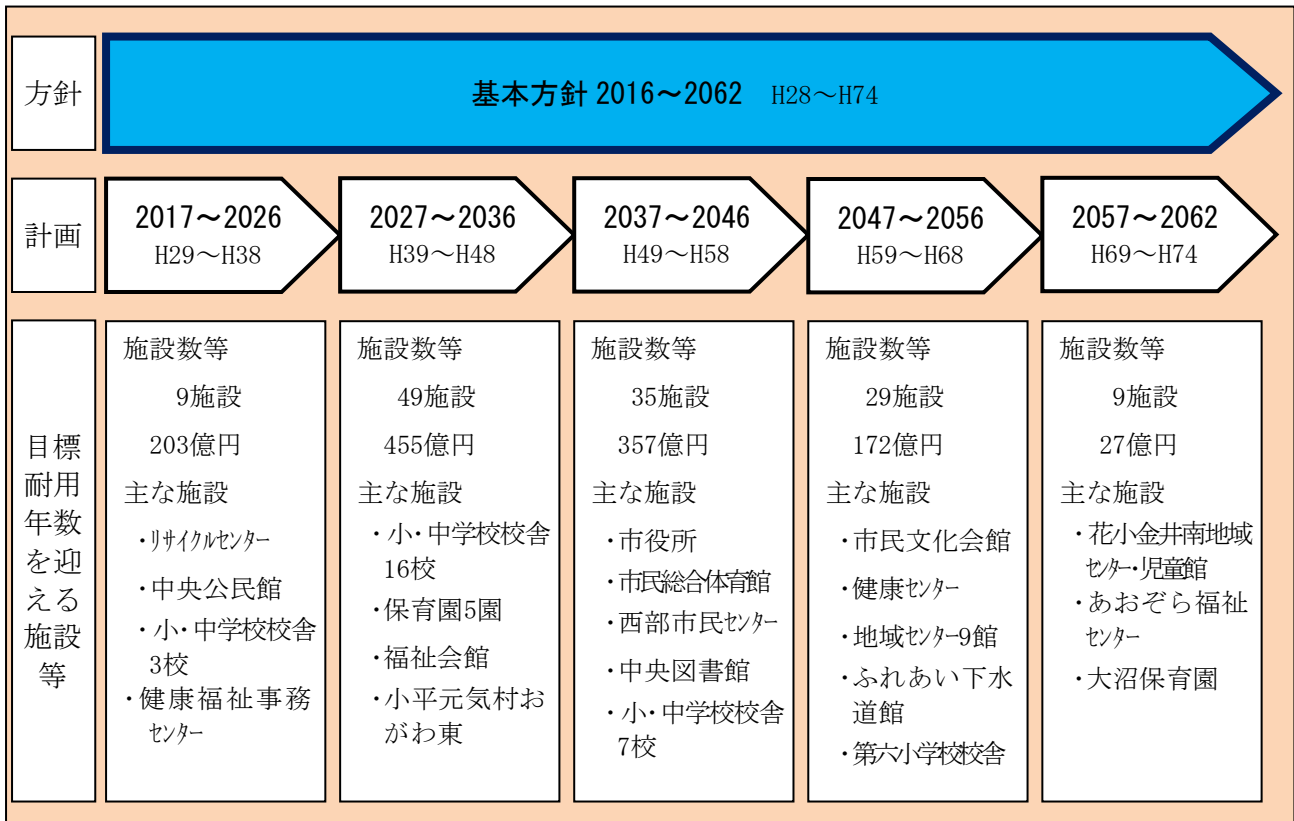 方針
基本方針 2016～2062 H28～H74
計画
2017～2026
H29～H38
2027～2036
H39～H48
2037～2046
H49～H58
2047～2056
H59～H68
2057～2062
H69～H74
目標
耐用
年数
を迎
える
施設
等
施設数等
9施設
203億円
主な施設
・リサイクルセンター
・中央公民館
・小・中学校校舎
3校
・健康福祉事務
センター
施設数等
49施設
455億円
主な施設
・小・中学校校舎
16校
・保育園5園
・福祉会館
・小平元気村お
がわ東
施設数等
35施設
357億円
主な施設
・市役所
・市民総合体育館
・西部市民センター
・中央図書館
・小・中学校校舎
7校
施設数等
29施設
172億円
主な施設
・市民文化会館
・健康センター
・地域センター9館
・ふれあい下水
道館
・第六小学校校舎
施設数等
9施設
27億円
主な施設
・花小金井南地域
センター・児童館
・あおぞら福祉
センター
・大沼保育園